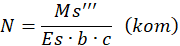 N = Ms''' / Es · b · c (kom)